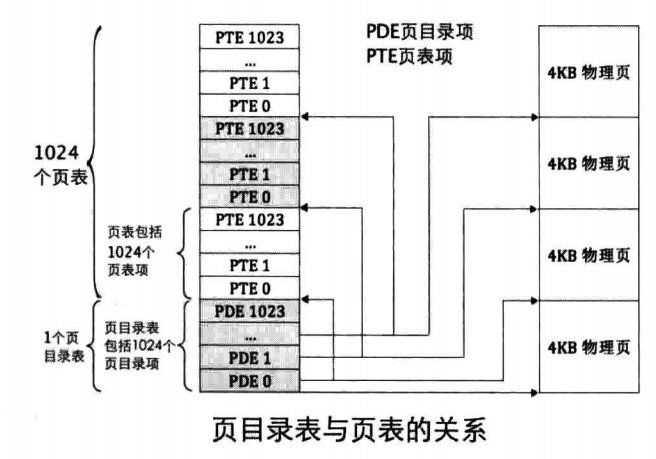 PDE页目录项
PTE页表项
1024
个页表
页表包括
1024个
页表项
1个页
目录表
页目录表
包括1024个
页目录项
PTE 1023
...
PTE 1
PTE 0
PTE 1023
...
PTE 1
PTE 0
PTE 1023
...
PTE 1
PTE 0
PDE 1023
...
PDE 1
PDE 0
4KB 物理页
4KB 物理页
4KB 物理页
4KB 物理页
页目录表与页表的关系